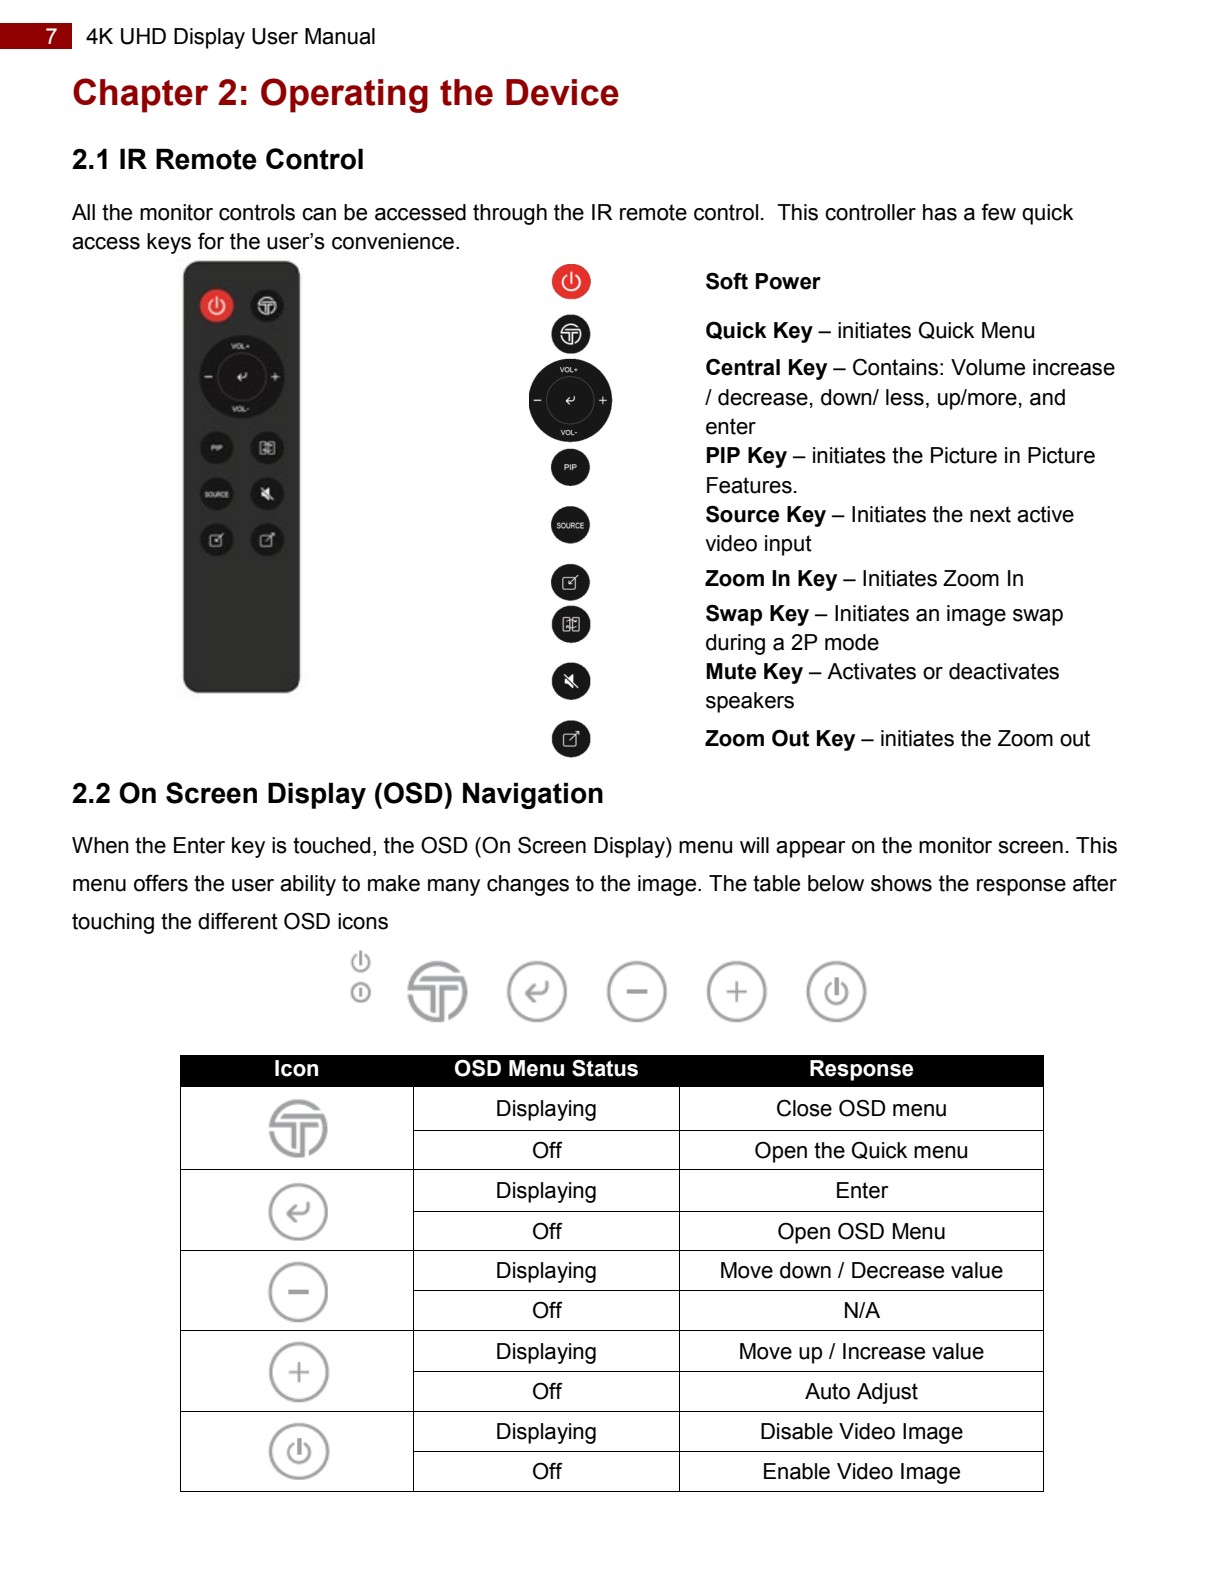 7 4K UHD Display User Manual
Chapter 2: Operating the Device
2.1 IR Remote Control
All the monitor controls can be accessed through the IR remote control.  This controller has a few quick
access keys for the user’s convenience.
VOL+
- +
VOL-
PIP
SOURCE
Soft Power
Quick Key – initiates Quick Menu
VOL+
- +
VOL-
Central Key – Contains: Volume increase
/ decrease, down/ less, up/more, and
enter
PIP
PIP Key – initiates the Picture in Picture
Features.
SOURCE
Source Key – Initiates the next active
video input
Zoom In Key – Initiates Zoom In
Swap Key – Initiates an image swap
during a 2P mode
Mute Key – Activates or deactivates
speakers
Zoom Out Key – initiates the Zoom out
2.2 On Screen Display (OSD) Navigation
When the Enter key is touched, the OSD (On Screen Display) menu will appear on the monitor screen. This
menu offers the user ability to make many changes to the image. The table below shows the response after
touching the different OSD icons
Icon OSD Menu Status Response
Displaying Close OSD menu
Off Open the Quick menu
Displaying Enter
Off Open OSD Menu
Displaying Move down / Decrease value
Off N/A
Displaying Move up / Increase value
Off Auto Adjust
Displaying Disable Video Image
Off Enable Video Image